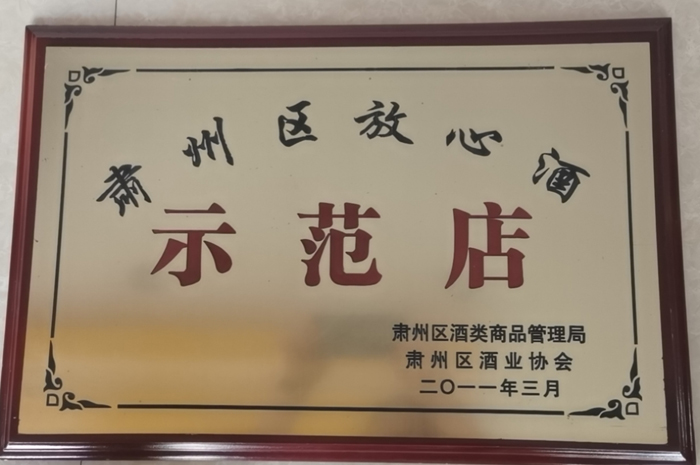 肃州区放心酒
示范店
肃州区酒类商品管理局
肃州区酒业协会
二〇一一年三月